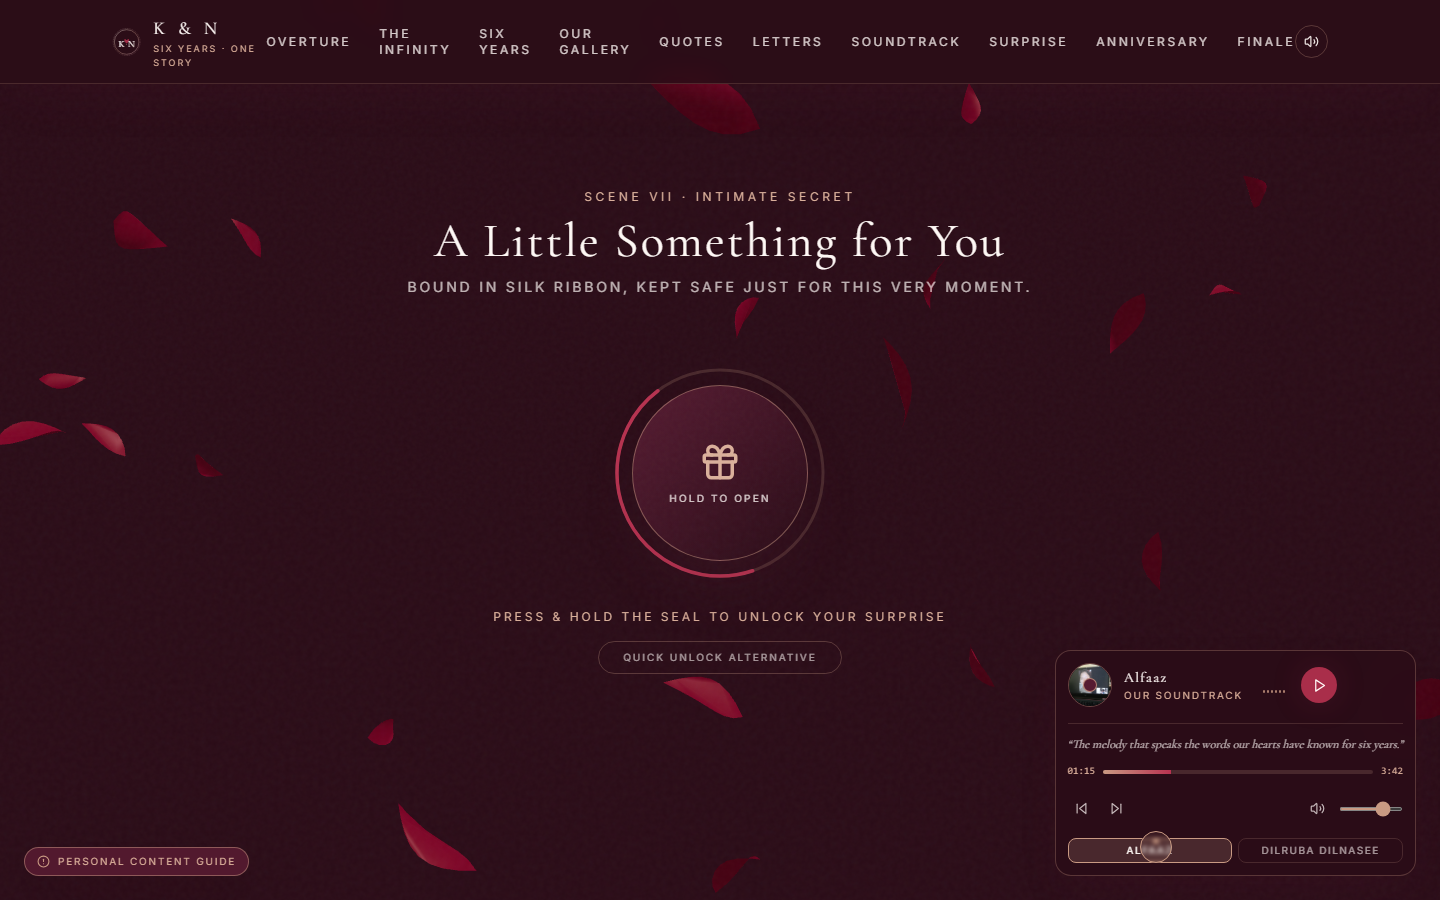 K N
K & N
SIX YEARS · ONE
STORY
OVERTURE
THE
INFINITY
SIX
YEARS
OUR
GALLERY
QUOTES
LETTERS
SOUNDTRACK
SURPRISE
ANNIVERSARY
FINALE
SCENE VII · INTIMATE SECRET
A Little Something for You
BOUND IN SILK RIBBON, KEPT SAFE JUST FOR THIS VERY MOMENT.
HOLD TO OPEN
PRESS & HOLD THE SEAL TO UNLOCK YOUR SURPRISE
QUICK UNLOCK ALTERNATIVE
Alfaaz
OUR SOUNDTRACK
“The melody that speaks the words our hearts have known for six years.”
01:15
3:42
DILRUBA DILNASEE
PERSONAL CONTENT GUIDE